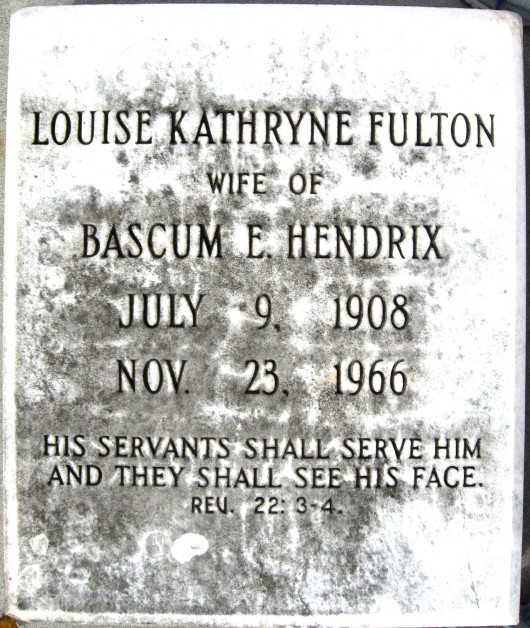 LOUISE KATHRYNE FULTON
WIFE OF
BASCUM E. HENDRIX
JULY 9, 1908
NOV. 23, 1966
HIS SERVANTS SHALL SERVE HIM
AND THEY SHALL SEE HIS FACE.
REV. 22: 3-4.